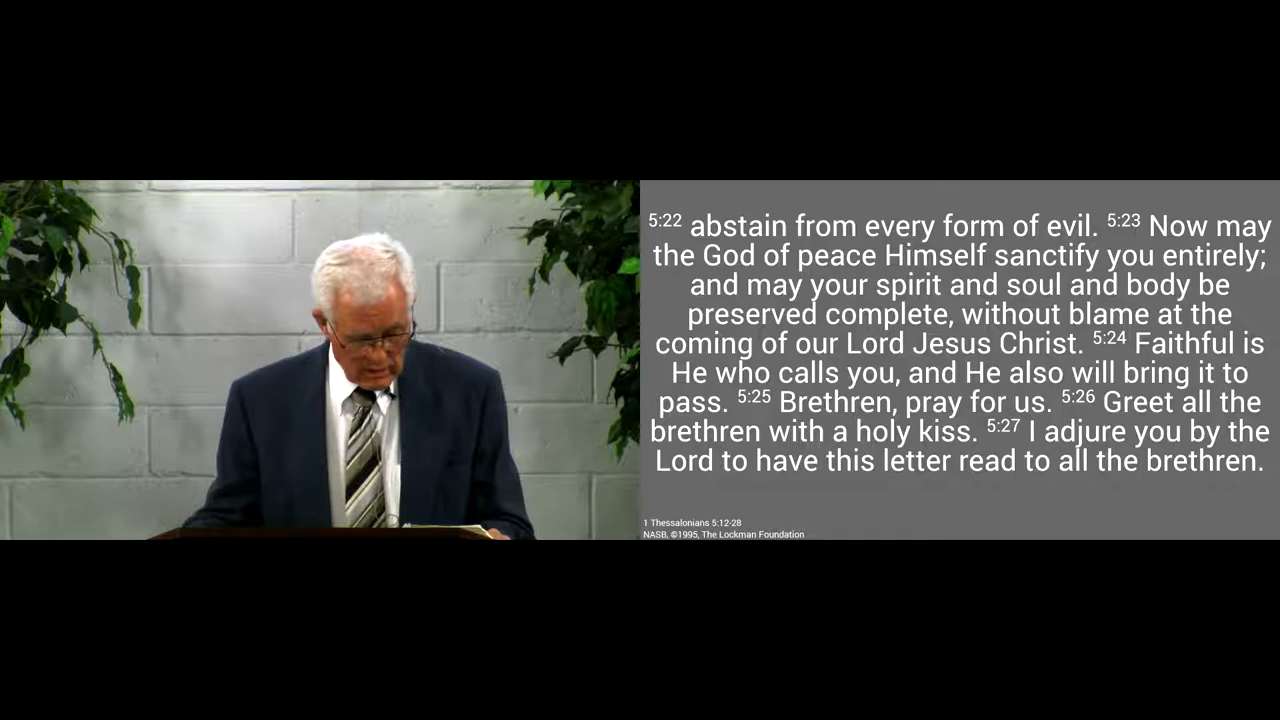 5:22 abstain from every form of evil. 5:23 Now may
the God of peace Himself sanctify you entirely;
and may your spirit and soul and body be
preserved complete, without blame at the
coming of our Lord Jesus Christ. 5:24 Faithful is
He who calls you, and He also will bring it to
pass. 5:25 Brethren, pray for us. 5:26 Greet all the
brethren with a holy kiss. 5:27 I adjure you by the
Lord to have this letter read to all the brethren.
1 Thessalonians 5:12-28
NASB, ©1995, The Lockman Foundation